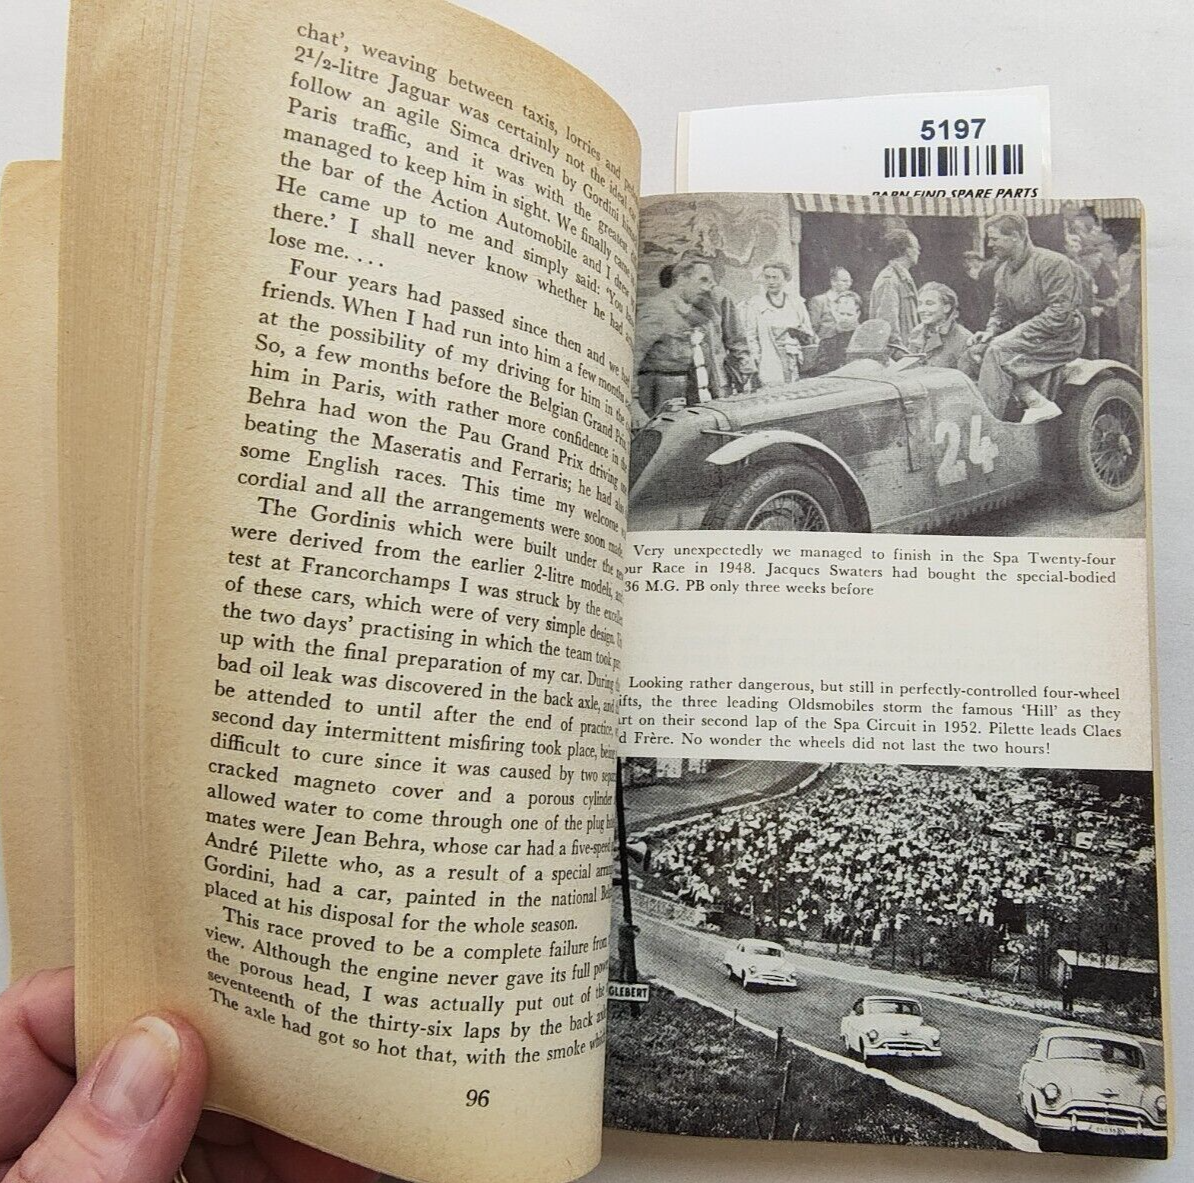 chat', weaving between taxis, lorries and
2½-litre Jaguar was certainly not the ideal car
follow an agile Simca driven by Gordini
Paris traffic, and it was with the greatest
managed to keep him in sight. We finally came
the bar of the Action Automobile and I drew
He came up to me and simply said: 'You
there.' I shall never know whether he had
lose me. . . .
Four years had passed since then and we had
friends. When I had run into him a few months
at the possibility of my driving for him in the
So, a few months before the Belgian Grand Prix,
him in Paris, with rather more confidence in the
Behra had won the Pau Grand Prix driving
beating the Maseratis and Ferraris; he had also
some English races. This time my welcome
cordial and all the arrangements were soon made.
The Gordinis which were built under the
were derived from the earlier 2-litre models,
test at Francorchamps I was struck by the
of these cars, which were of very simple design.
the two days' practising in which the team took
up with the final preparation of my car. During
bad oil leak was discovered in the back axle, and
be attended to until after the end of practice,
second day intermittent misfiring took place, being
difficult to cure since it was caused by two
cracked magneto cover and a porous cylinder
allowed water to come through one of the plug
mates were Jean Behra, whose car had a five-speed
André Pilette who, as a result of a special
Gordini, had a car, painted in the national
placed at his disposal for the whole season.
This race proved to be a complete failure from
view. Although the engine never gave its full
the porous head, I was actually put out of the
seventeenth of the thirty-six laps by the back
The axle had got so hot that, with the smoke
96
5197
BARN FIND SPARE PARTS
24
Very unexpectedly we managed to finish in the Spa Twenty-four
our Race in 1948. Jacques Swaters had bought the special-bodied
36 M.G. PB only three weeks before
Looking rather dangerous, but still in perfectly-controlled four-wheel
ifts, the three leading Oldsmobiles storm the famous 'Hill' as they
rt on their second lap of the Spa Circuit in 1952. Pilette leads Claes
d Frère. No wonder the wheels did not last the two hours!
GLEBERT